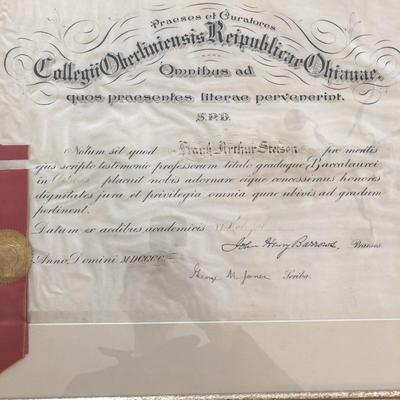 Praeses et Curatores
Collegii Oberliniensis Reipublicae Ohianae,
Omnibus ad
quos praesentes literae pervenerint.
S.P.D.
Notum sit quod Frank Arthur Stetson pro meritis
ejus scripto testimonio professorum titulo graduque Baccalaurei
in placuit nobis adornare eique concessimus honores
dignitates jura et privilegia omnia quae ubivis ad gradum
pertinent.
Datum ex aedibus academicis
John Henry Barrows, Praeses.
Anno Domini MDCCCC
George M. Jones Scriba.